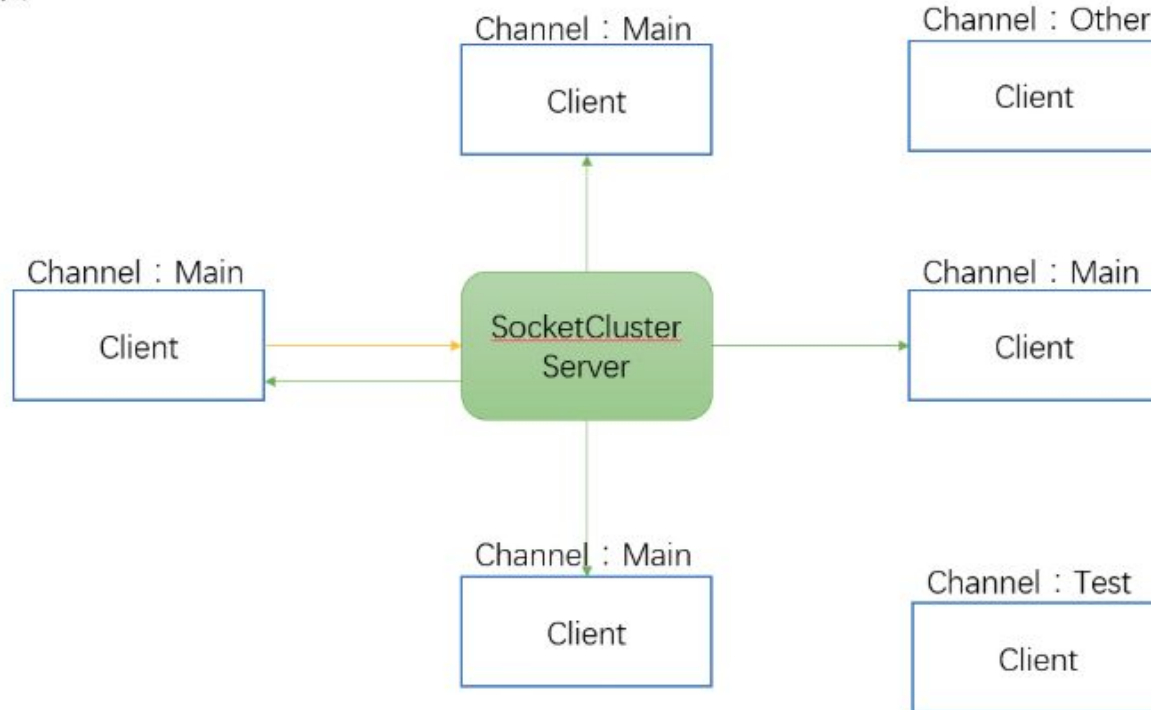 Channel：Main
Client
Channel：Other
Client
Channel：Main
Client
SocketCluster
Server
Channel：Main
Client
Channel：Main
Client
Channel：Test
Client